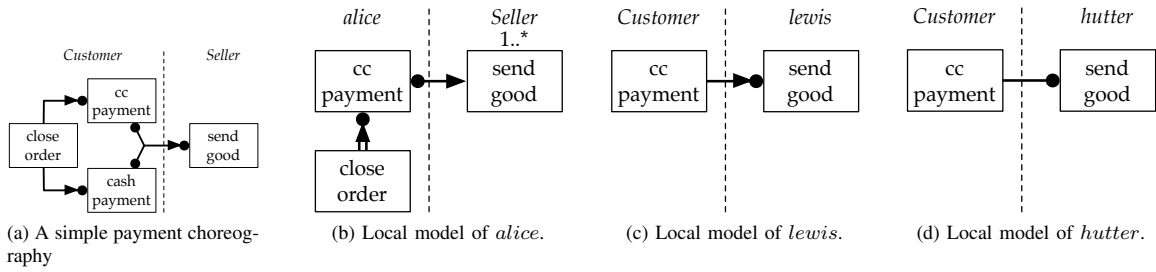 Customer
Seller
cc
payment
close
order
send
good
cash
payment
(a) A simple payment choreog-
raphy
alice
Seller
1..*
cc
payment
send
good
close
order
(b) Local model of alice.
Customer
lewis
cc
payment
send
good
(c) Local model of lewis.
Customer
hutter
cc
payment
send
good
(d) Local model of hutter.